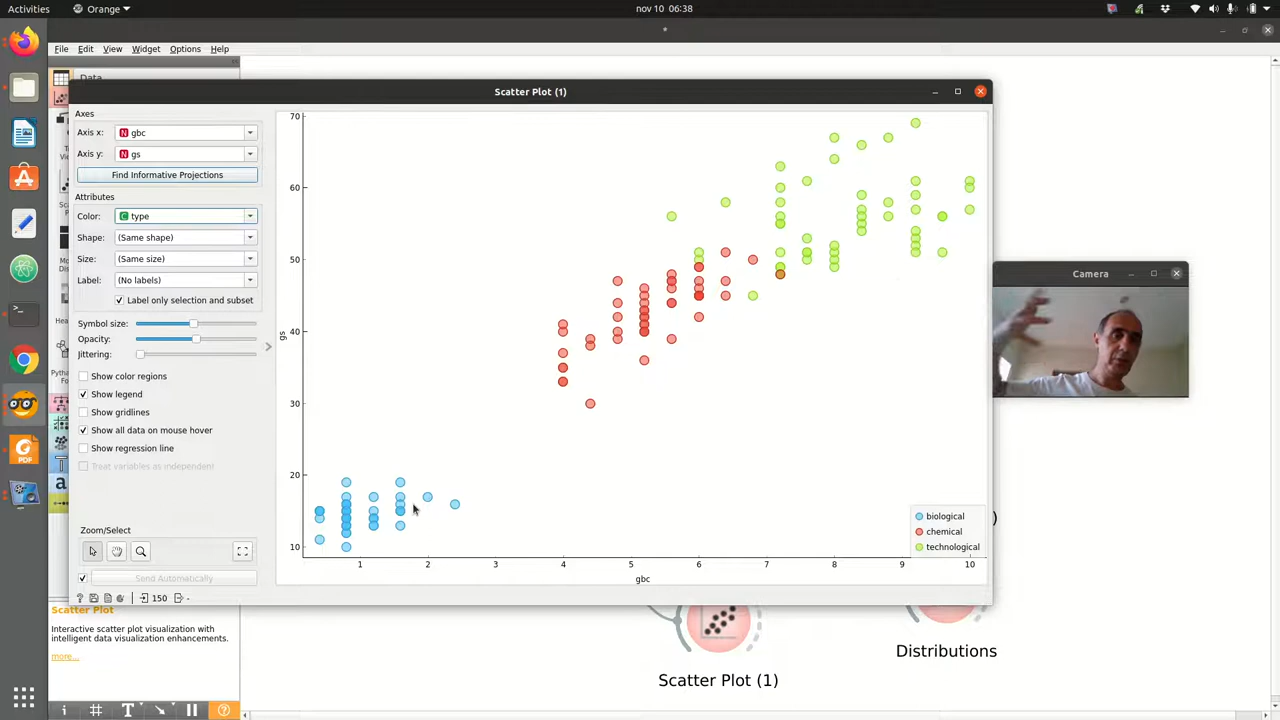 Activities
Orange
nov 10 06:38
*
File Edit View Widget Options Help
Data
Scatter Plot (1)
Axes
Axis x: N gbc
Axis y: N gs
Find Informative Projections
Attributes
Color: C type
Shape: (Same shape)
Size: (Same size)
Label: (No labels)
Label only selection and subset
Symbol size:
Opacity:
Jittering:
Show color regions
Show legend
Show gridlines
Show all data on mouse hover
Show regression line
Treat variables as independent
Zoom/Select
Send Automatically
150 -
70
60
50
40
30
20
10
gs
1 2 3 4 5 6 7 8 9 10
gbc
biological
chemical
technological
Camera
)
Scatter Plot
Interactive scatter plot visualization with
intelligent data visualization enhancements.
more...
Distributions
Scatter Plot (1)
PDF